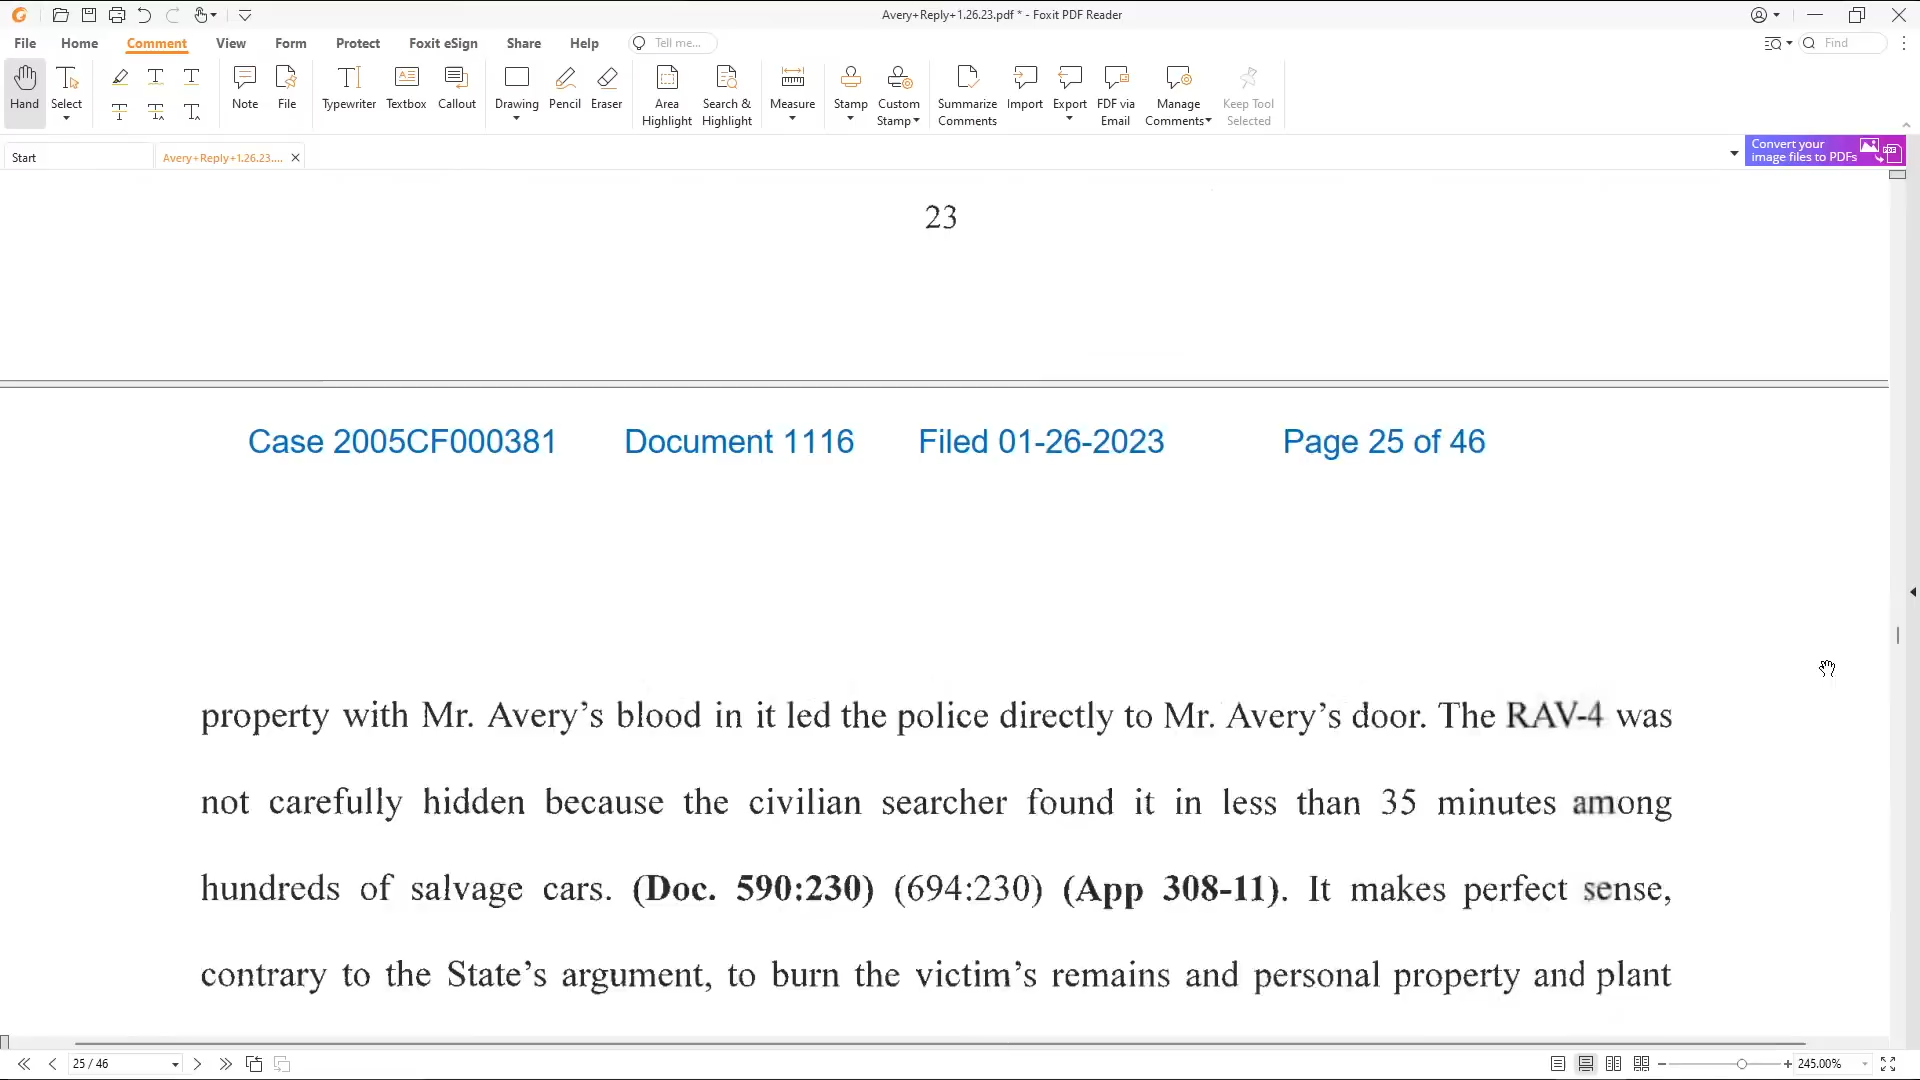 Avery+Reply+1.26.23.pdf * - Foxit PDF Reader
File Home Comment View Form Protect Foxit eSign Share Help Tell me... Find
Hand Select Note File Typewriter Textbox Callout Drawing Pencil Eraser Area Highlight Search & Highlight Measure Stamp Custom Stamp Summarize Comments Import Export FDF via Email Manage Comments Keep Tool Selected
Start Avery+Reply+1.26.23.... Convert your
image files to PDFs
23
Case 2005CF000381 Document 1116 Filed 01-26-2023 Page 25 of 46
property with Mr. Avery’s blood in it led the police directly to Mr. Avery’s door. The RAV-4 was
not carefully hidden because the civilian searcher found it in less than 35 minutes among
hundreds of salvage cars. (Doc. 590:230) (694:230) (App 308-11). It makes perfect sense,
contrary to the State’s argument, to burn the victim’s remains and personal property and plant
25 / 46 245.00%